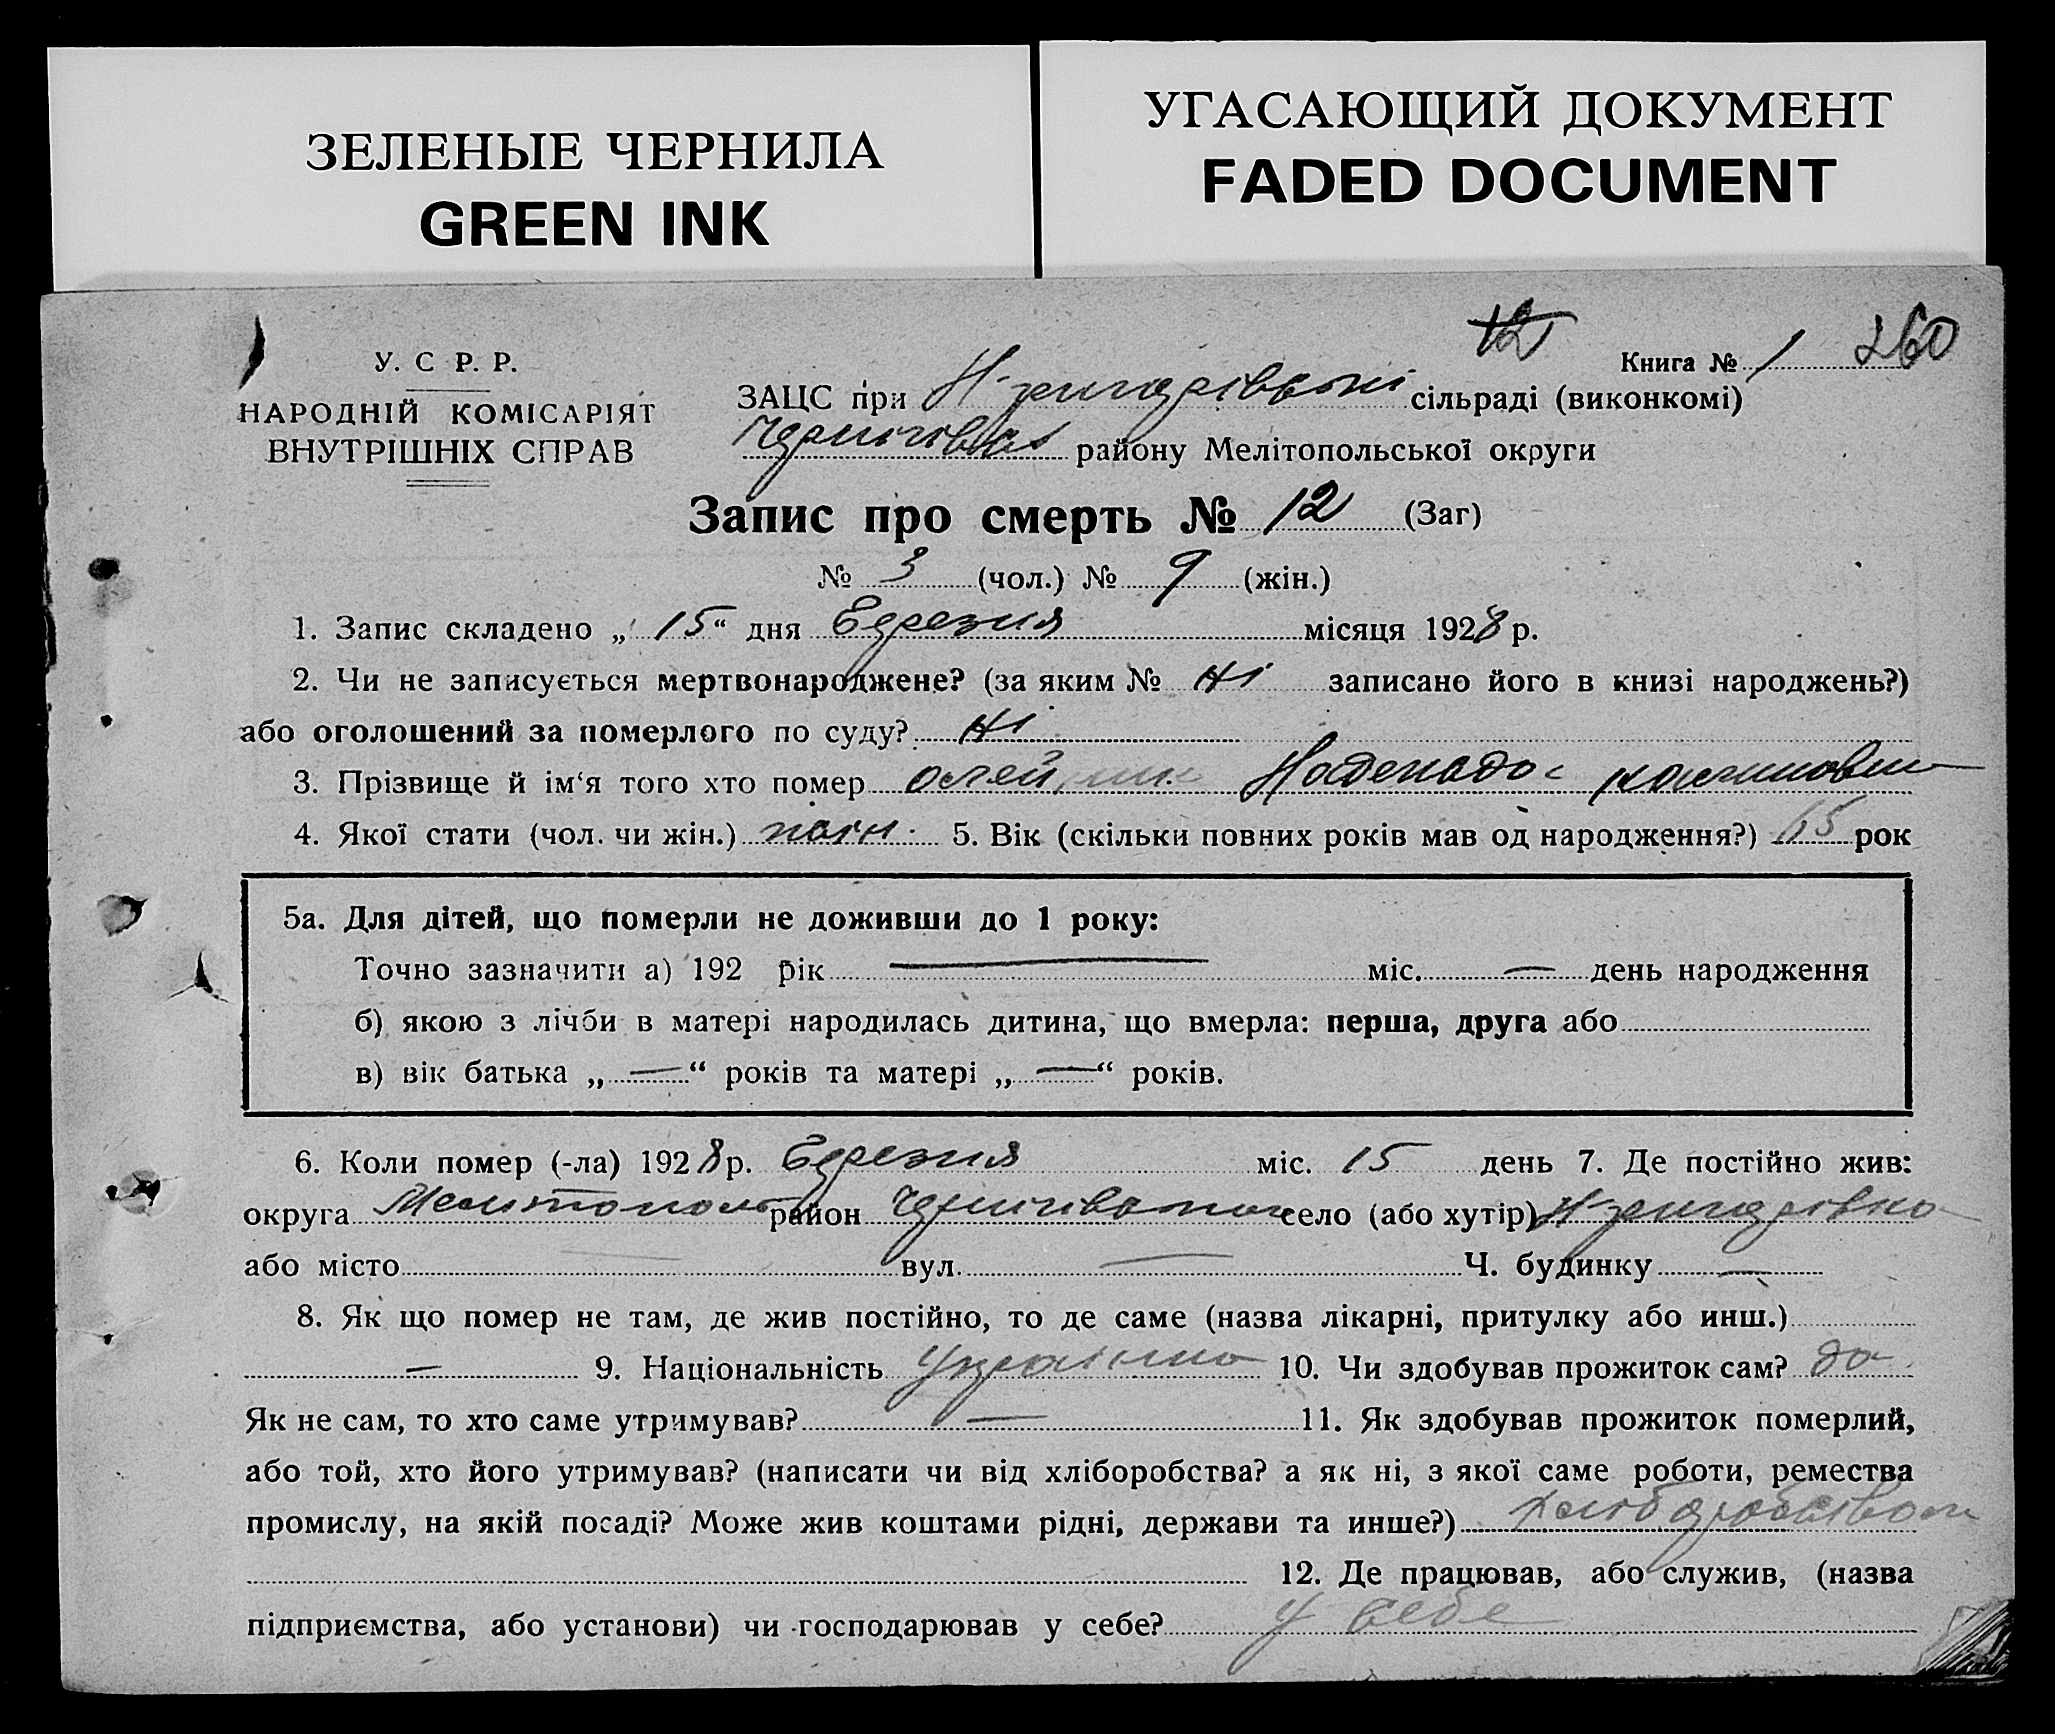 ЗЕЛЕНЫЕ ЧЕРНИЛА
GREEN INK
УГАСАЮЩИЙ ДОКУМЕНТ
FADED DOCUMENT
12 260
У. С Р. Р.
НАРОДНІЙ КОМІСАРІЯТ
ВНУТРІШНІХ СПРАВ
Книга № 1
ЗАЦС при сільраді (виконкомі)
району Мелітопольської округи
Запис про смерть № 12 (Заг)
№ 3 (чол.) № 9 (жін.)
1. Запис складено „ 15 “ дня Березня місяця 1928 р.
2. Чи не записується мертвонароджене? (за яким № Ні записано його в книзі народжень?)
або оголошений за померлого по суду? Ні
3. Прізвище й ім‘я того хто помер Олейник
4. Якої стати (чол. чи жін.) жін. 5. Вік (скільки повних років мав од народження?) 65 рок
5а. Для дітей, що померли не доживши до 1 року:
Точно зазначити а) 192 рік — міс. — день народження
б) якою з лічби в матері народилась дитина, що вмерла: перша, друга або
в) вік батька „ — “ років та матері „ — “ років.
6. Коли помер (-ла) 1928 р. Березня міс. 15 день 7. Де постійно жив:
округа Мелітополь район село (або хутір)
або місто — вул. — Ч. будинку —
8. Як що помер не там, де жив постійно, то де саме (назва лікарні, притулку або инш.)
— 9. Національність Українка 10. Чи здобував прожиток сам? да
Як не сам, то хто саме утримував? — 11. Як здобував прожиток померлий,
або той, хто його утримував? (написати чи від хліборобства? а як ні, з якої саме роботи, ремества
промислу, на якій посаді? Може жив коштами рідні, держави та инше?) хліборобством
12. Де працював, або служив, (назва
підприємства, або установи) чи господарював у себе? у себе